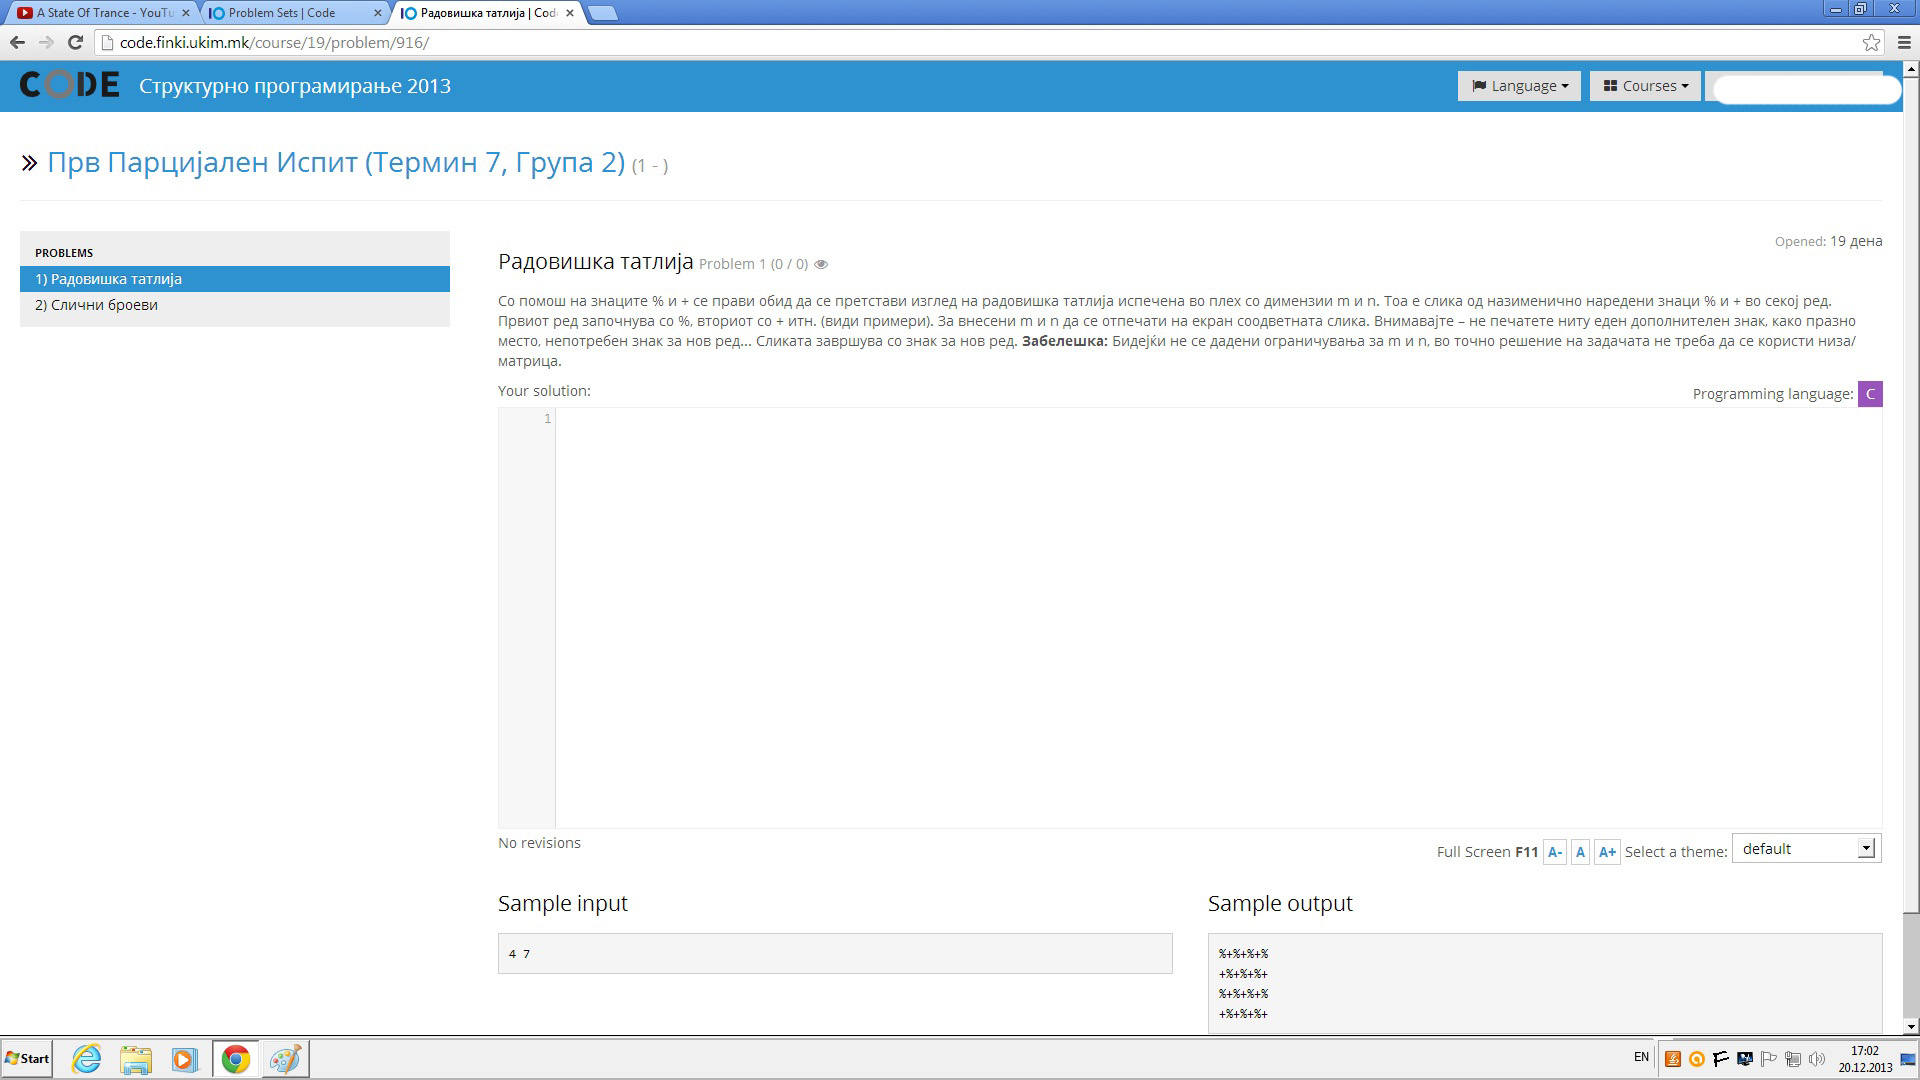 A State Of Trance - YouTu
Problem Sets | Code
Радовишка татлија | Cod
code.finki.ukim.mk/course/19/problem/916/
CODE Структурно програмирање 2013
Language
Courses
Прв Парцијален Испит (Термин 7, Група 2) (1 - )
PROBLEMS
1) Радовишка татлија
2) Слични броеви
Opened: 19 дена
Радовишка татлија Problem 1 (0 / 0)
Со помош на знаците % и + се прави обид да се претстави изглед на радовишка татлија испечена во плех со димензии m и n. Тоа е слика од назименично наредени знаци % и + во секој ред.
Првиот ред започнува со %, вториот со + итн. (види примери). За внесени m и n да се отпечати на екран соодветната слика. Внимавајте – не печатете ниту еден дополнителен знак, како празно
место, непотребен знак за нов ред... Сликата завршува со знак за нов ред. Забелешка: Бидејќи не се дадени ограничувања за m и n, во точно решение на задачата не треба да се користи низа/
матрица.
Your solution:
Programming language: C
1
No revisions
Full Screen F11 A- A A+ Select a theme: default
Sample input
4 7
Sample output
%+%+%+%
+%+%+%+
%+%+%+%
+%+%+%+
Start
EN
17:02
20.12.2013